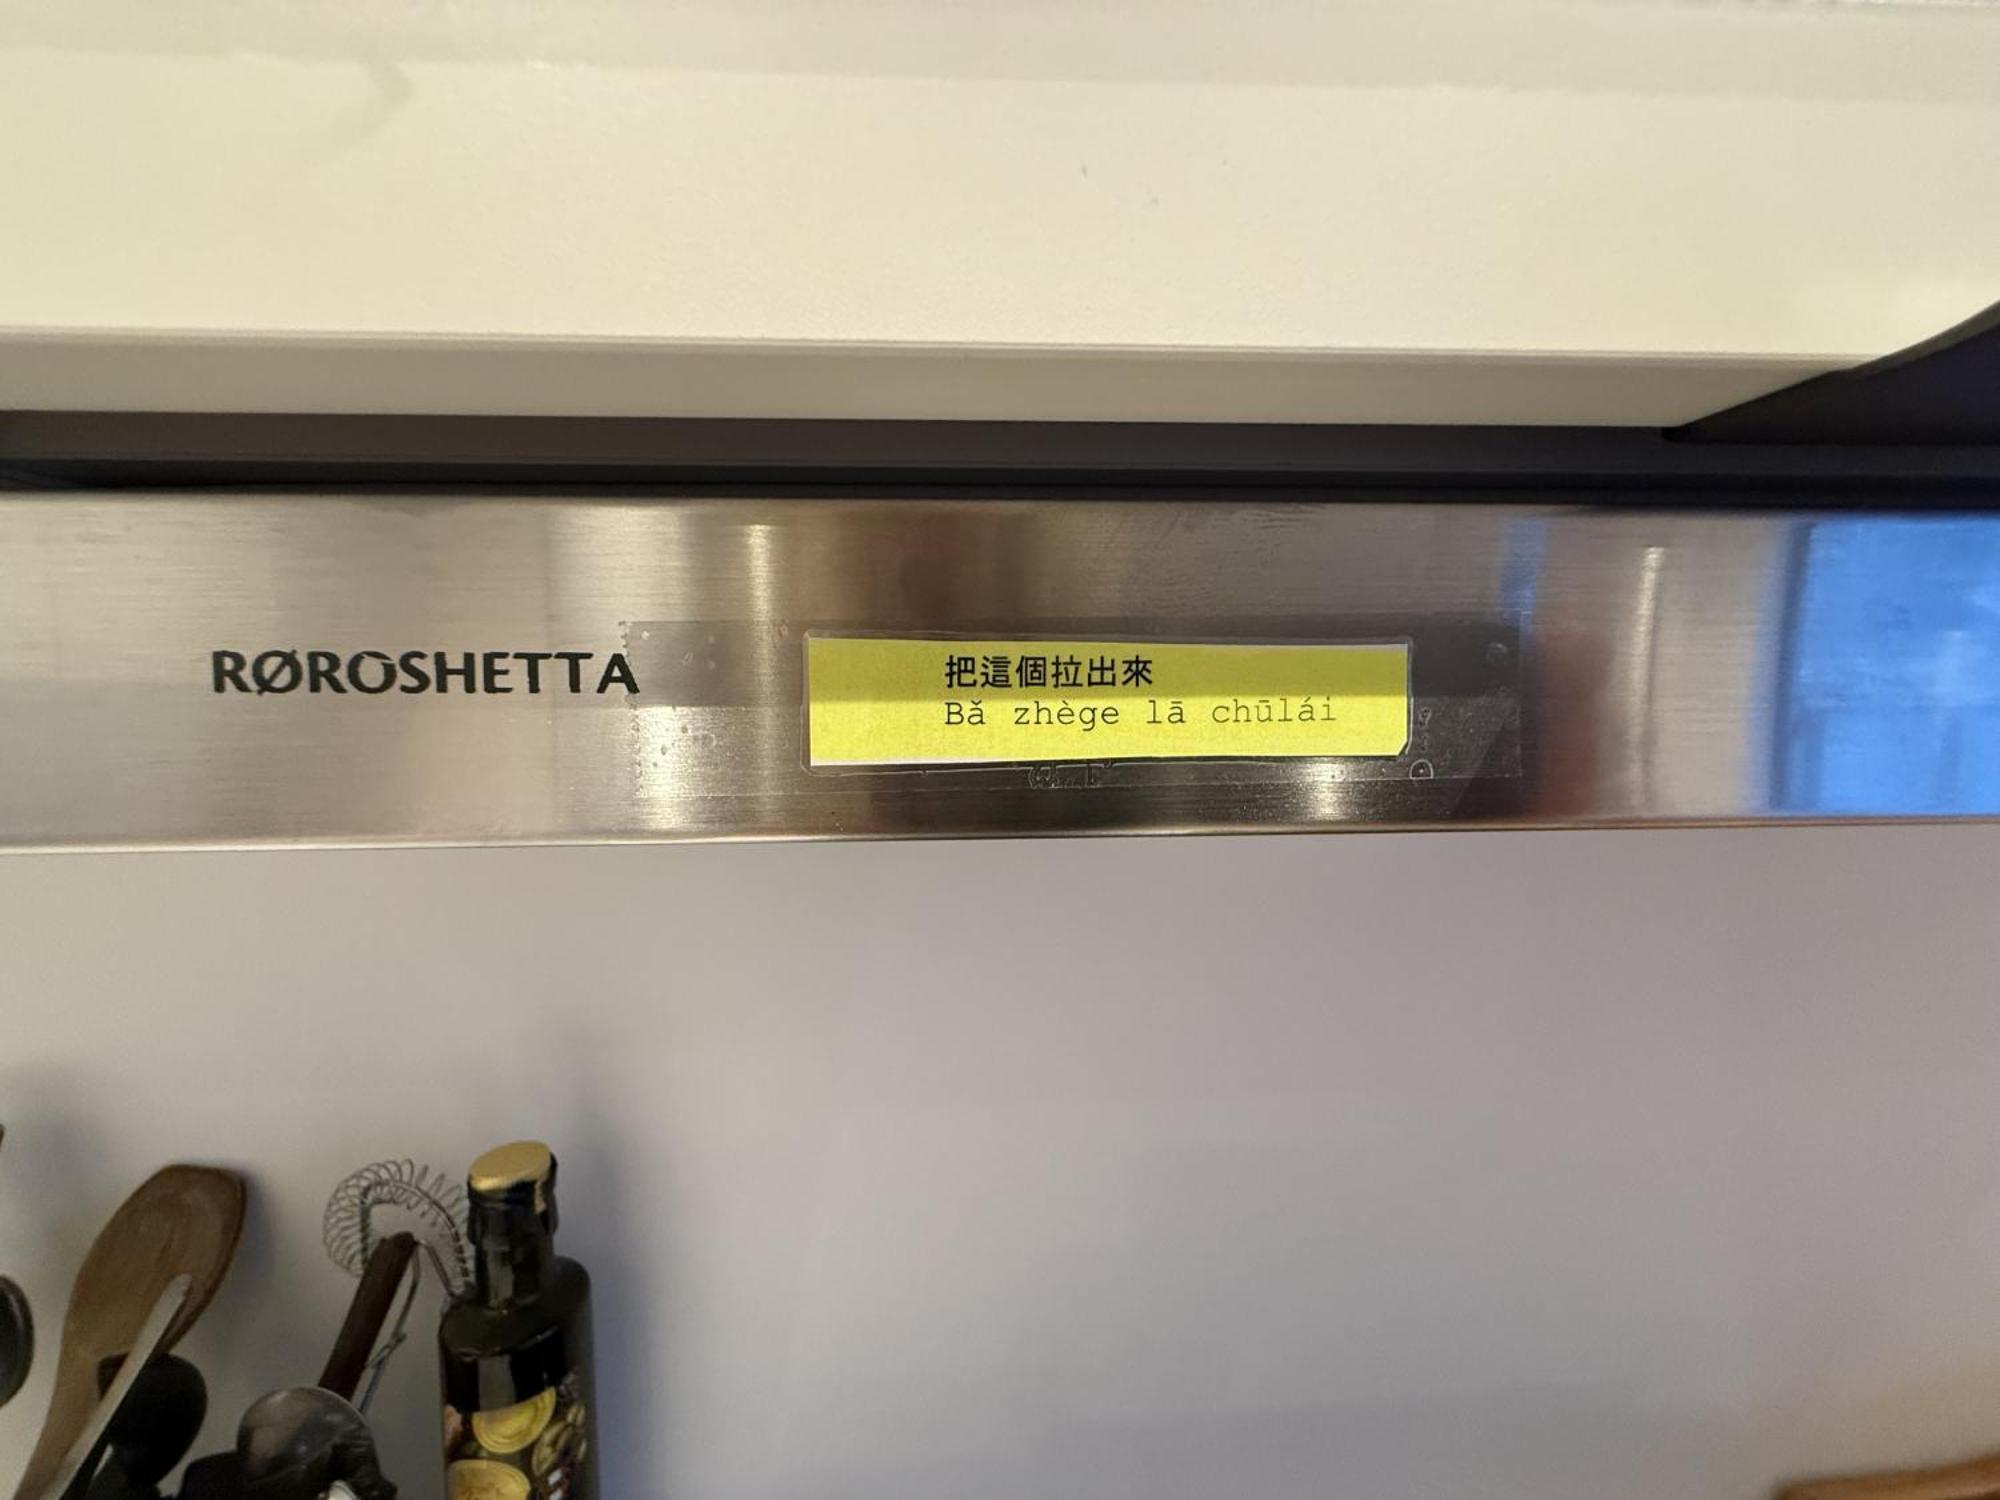 RØROSHETTA
把這個拉出來
Bǎ zhège lā chūlái